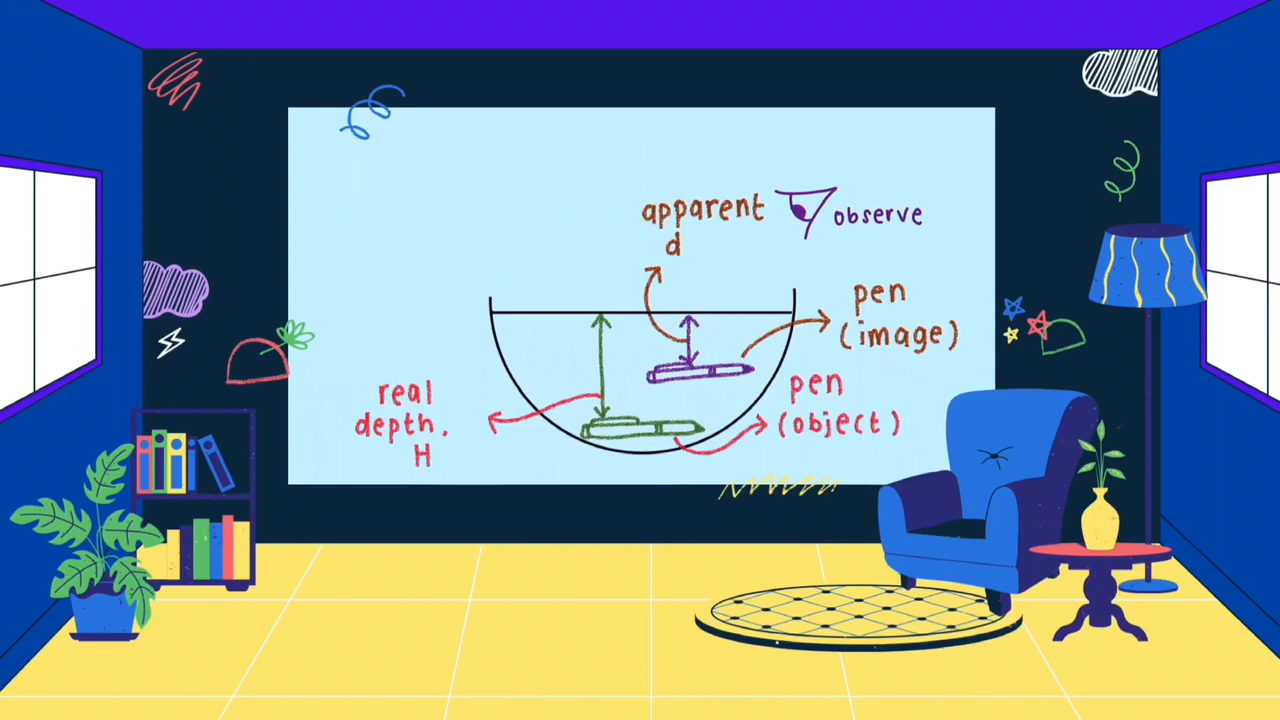 apparent
d
observe
pen
(image)
real
depth,
H
pen
(object)